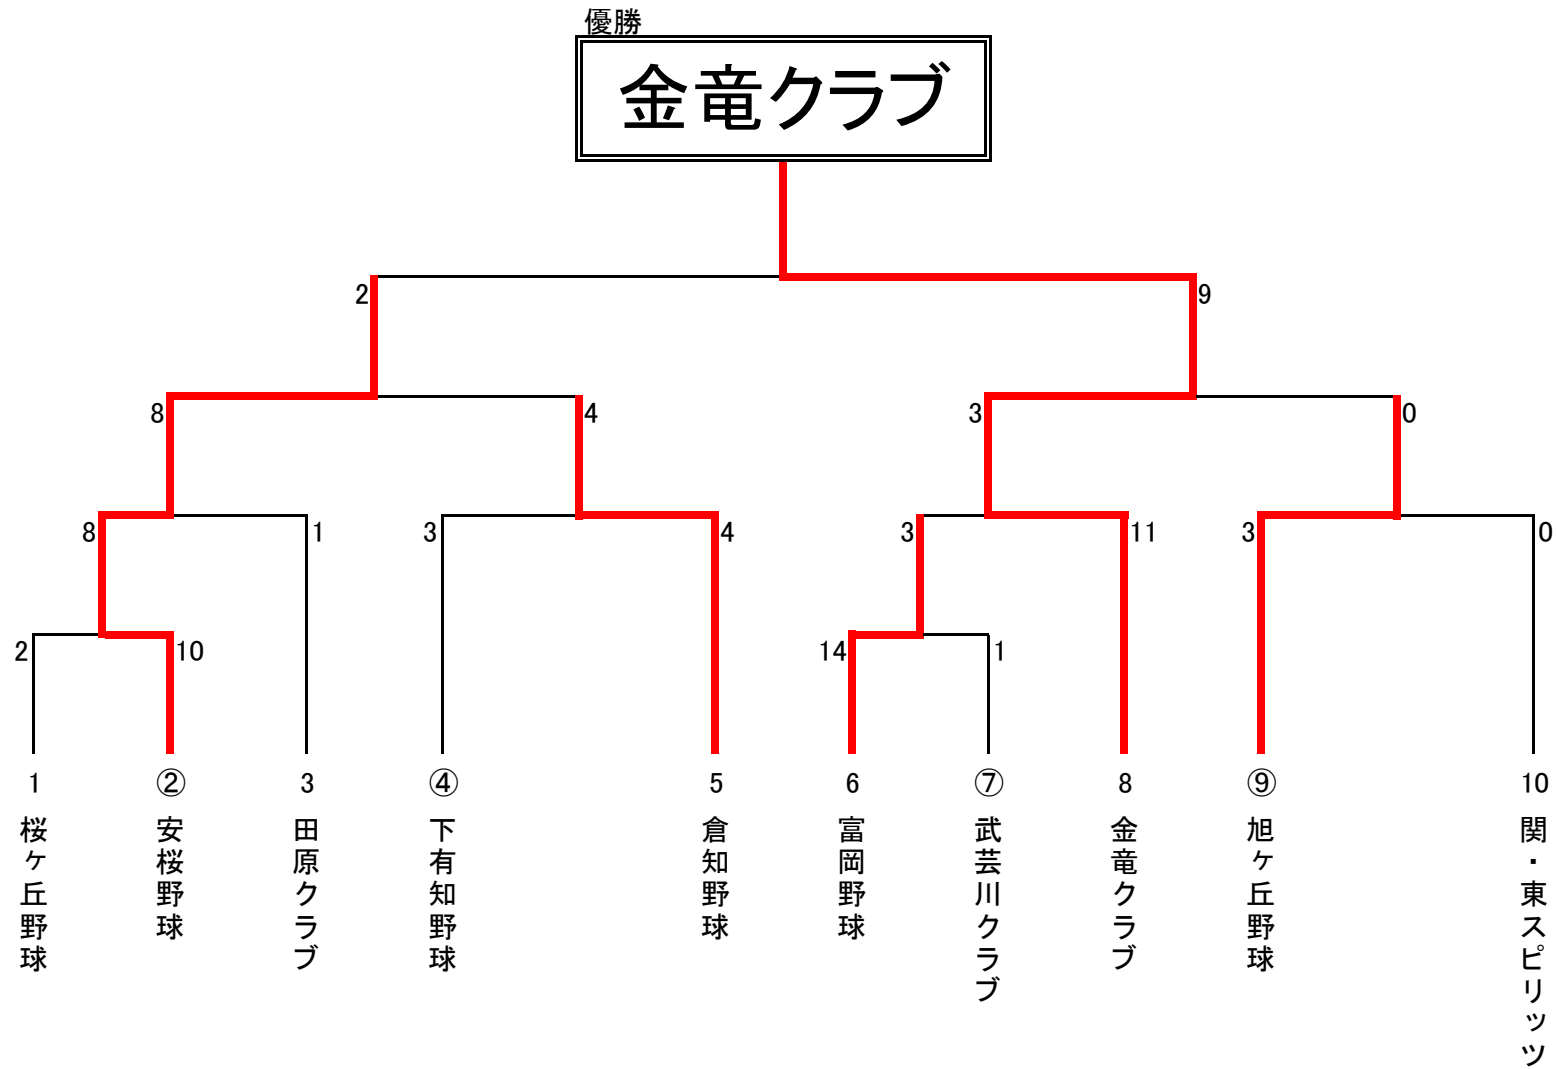 優勝
金竜クラブ
2 9
8 4 3 0
8 1 3 4 3 11 3 0
2 10 14 1
1 ② 3 ④ 5 6 ⑦ 8 ⑨ 10
桜ヶ丘野球
安桜野球
田原クラブ
下有知野球
倉知野球
富岡野球
武芸川クラブ
金竜クラブ
旭ヶ丘野球
関・東スピリッツ